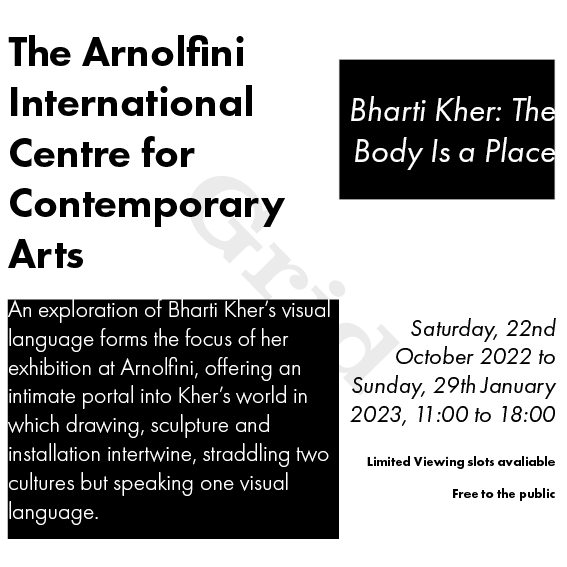 The Arnolfini
International
Centre for
Contemporary
Arts
Bharti Kher: The
Body Is a Place
Grid
An exploration of Bharti Kher’s visual
language forms the focus of her
exhibition at Arnolfini, offering an
intimate portal into Kher’s world in
which drawing, sculpture and
installation intertwine, straddling two
cultures but speaking one visual
language.
Saturday, 22nd
October 2022 to
Sunday, 29th January
2023, 11:00 to 18:00
Limited Viewing slots avaliable
Free to the public